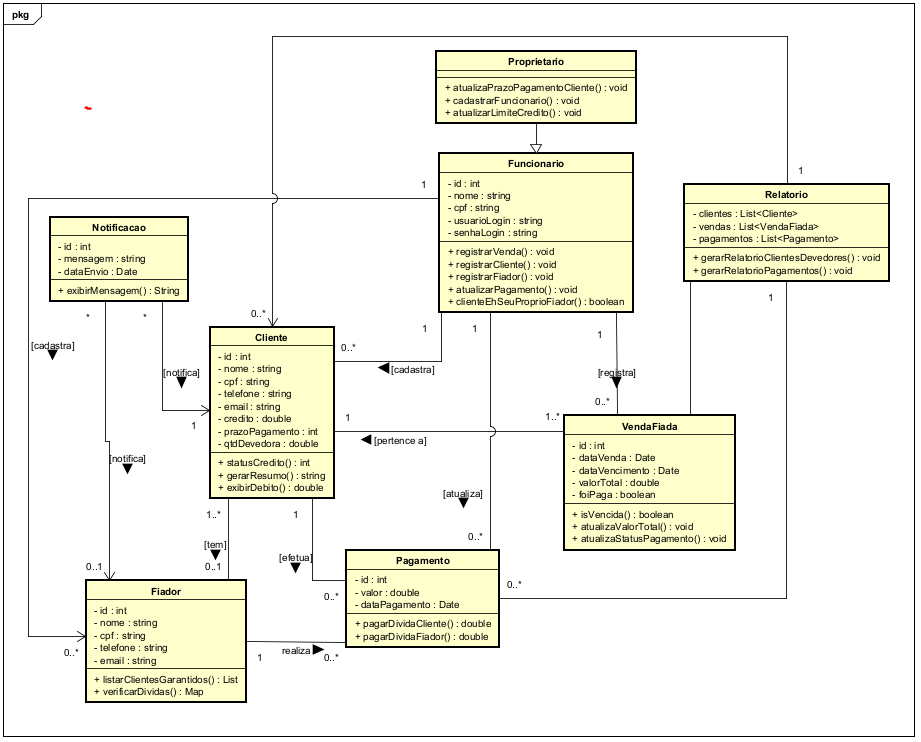 pkg
Proprietario
+ atualizaPrazoPagamentoCliente() : void
+ cadastrarFuncionario() : void
+ atualizarLimiteCredito() : void
Funcionario
- id : int
- nome : string
- cpf : string
- usuarioLogin : string
- senhaLogin : string
+ registrarVenda() : void
+ registrarCliente() : void
+ registrarFiador() : void
+ atualizarPagamento() : void
+ clienteEhSeuProprioFiador() : boolean
1
1
Relatorio
- clientes : List<Cliente>
- vendas : List<VendaFiada>
- pagamentos : List<Pagamento>
+ gerarRelatorioClientesDevedores() : void
+ gerarRelatorioPagamentos() : void
1
Notificacao
- id : int
- mensagem : string
- dataEnvio : Date
+ exibirMensagem() : String
*
*
[cadastra]
[notifica]
[notifica]
1
0..*
Cliente
- id : int
- nome : string
- cpf : string
- telefone : string
- email : string
- credito : double
- prazoPagamento : int
- qtdDevedora : double
+ statusCredito() : int
+ gerarResumo() : string
+ exibirDebito() : double
0..*
1
[cadastra]
1
1
[registra]
0..*
1
[pertence a]
1..*
VendaFiada
- id : int
- dataVenda : Date
- dataVencimento : Date
- valorTotal : double
- foiPaga : boolean
+ isVencida() : boolean
+ atualizaValorTotal() : void
+ atualizaStatusPagamento() : void
[atualiza]
0..*
1..*
[tem]
0..1
1
[efetua]
0..*
0..1
Pagamento
- id : int
- valor : double
- dataPagamento : Date
+ pagarDividaCliente() : double
+ pagarDividaFiador() : double
0..*
Fiador
- id : int
- nome : string
- cpf : string
- telefone : string
- email : string
+ listarClientesGarantidos() : List
+ verificarDividas() : Map
0..*
1
realiza
0..*